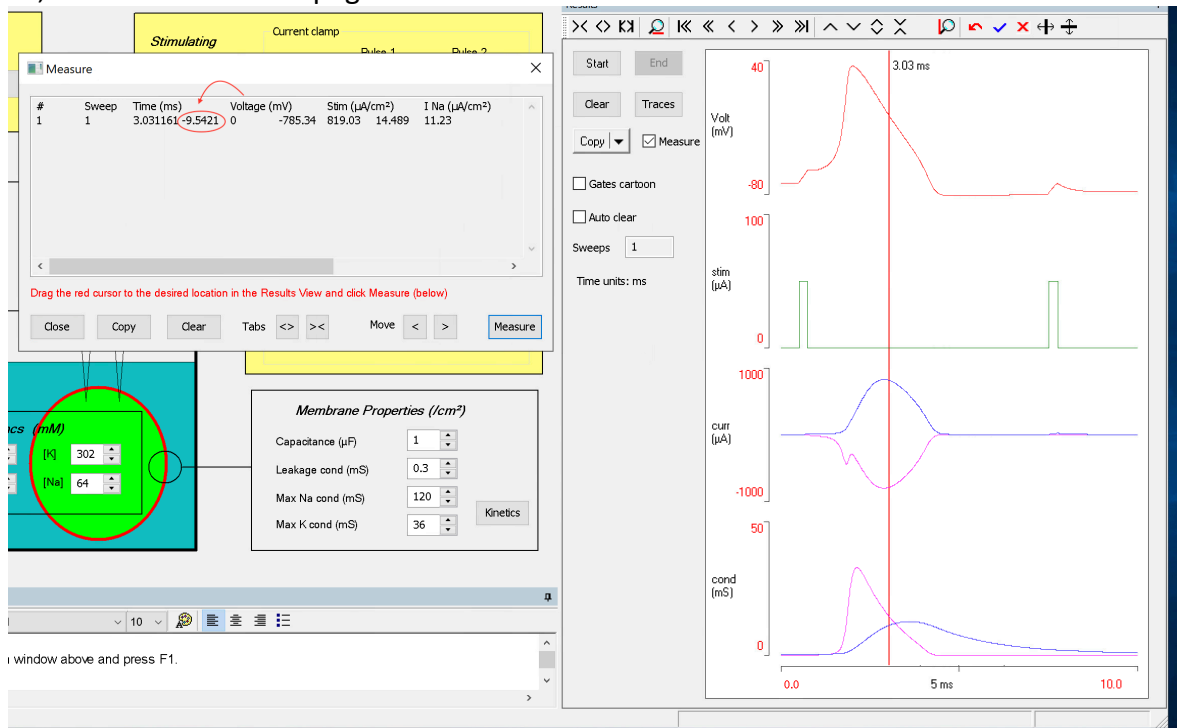 Results
Stimulating
Current clamp
Pulse 1 Pulse 2
Measure
# Sweep Time (ms) Voltage (mV) Stim (µA/cm²) I Na (µA/cm²)
1 1 3.031161 -9.5421 0 -785.34 819.03 14.489 11.23
Drag the red cursor to the desired location in the Results View and click Measure (below)
Close Copy Clear Tabs <> >< Move < > Measure
(mM)
[K] 302
[Na] 64
Membrane Properties (/cm²)
Capacitance (µF) 1
Leakage cond (mS) 0.3
Max Na cond (mS) 120
Max K cond (mS) 36
Kinetics
10
window above and press F1.
Start End
Clear Traces
Copy Measure
Gates cartoon
Auto clear
Sweeps 1
Time units: ms
3.03 ms
40
Volt
(mV)
-80
100
stim
(µA)
0
1000
curr
(µA)
-1000
50
cond
(mS)
0
0.0 5 ms 10.0